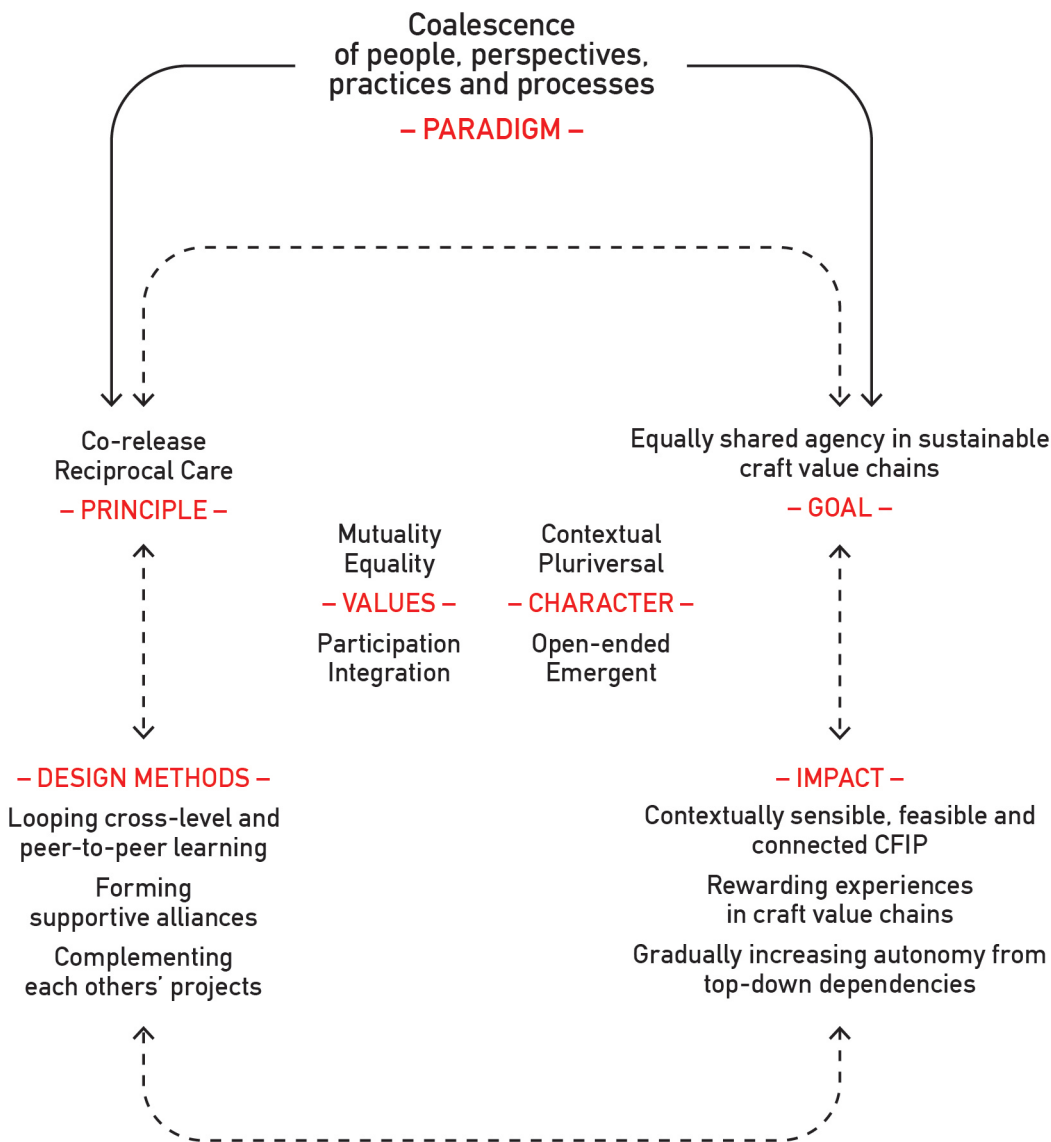 Coalescence
of people, perspectives,
practices and processes
– PARADIGM –
Co-release
Reciprocal Care
– PRINCIPLE –
Equally shared agency in sustainable
craft value chains
– GOAL –
Mutuality
Equality
– VALUES –
Participation
Integration
Contextual
Pluriversal
– CHARACTER –
Open-ended
Emergent
– DESIGN METHODS –
Looping cross-level and
peer-to-peer learning
Forming
supportive alliances
Complementing
each others’ projects
– IMPACT –
Contextually sensible, feasible and
connected CFIP
Rewarding experiences
in craft value chains
Gradually increasing autonomy from
top-down dependencies